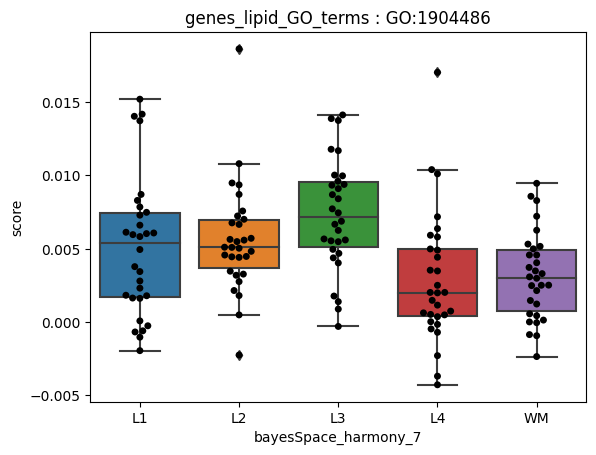 genes_lipid_GO_terms : GO:1904486
score
0.015
0.010
0.005
0.000
−0.005
L1 L2 L3 L4 WM
bayesSpace_harmony_7